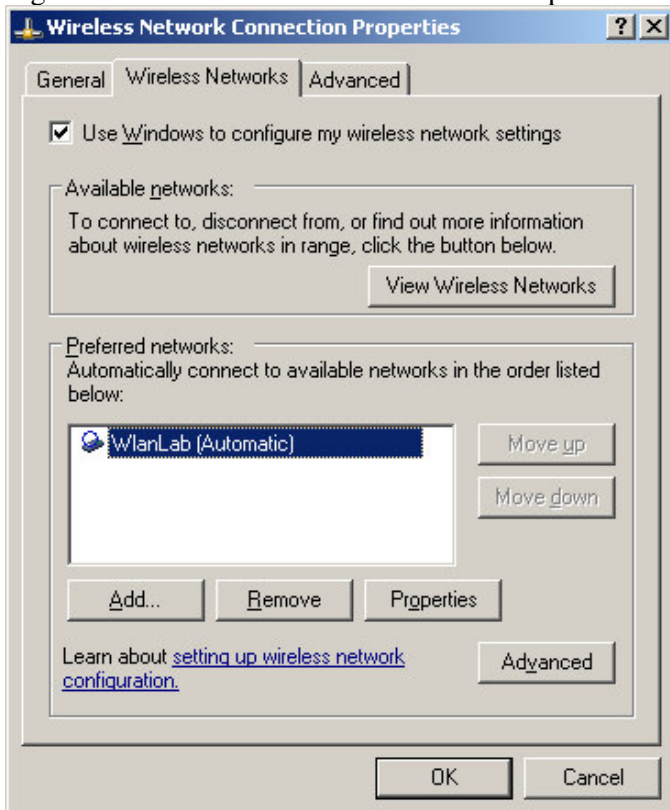 Wireless Network Connection Properties
General Wireless Networks Advanced
Use Windows to configure my wireless network settings
Available networks:
To connect to, disconnect from, or find out more information
about wireless networks in range, click the button below.
View Wireless Networks
Preferred networks:
Automatically connect to available networks in the order listed
below:
WlanLab (Automatic)
Move up
Move down
Add... Remove Properties
Learn about setting up wireless network
configuration.
Advanced
OK Cancel